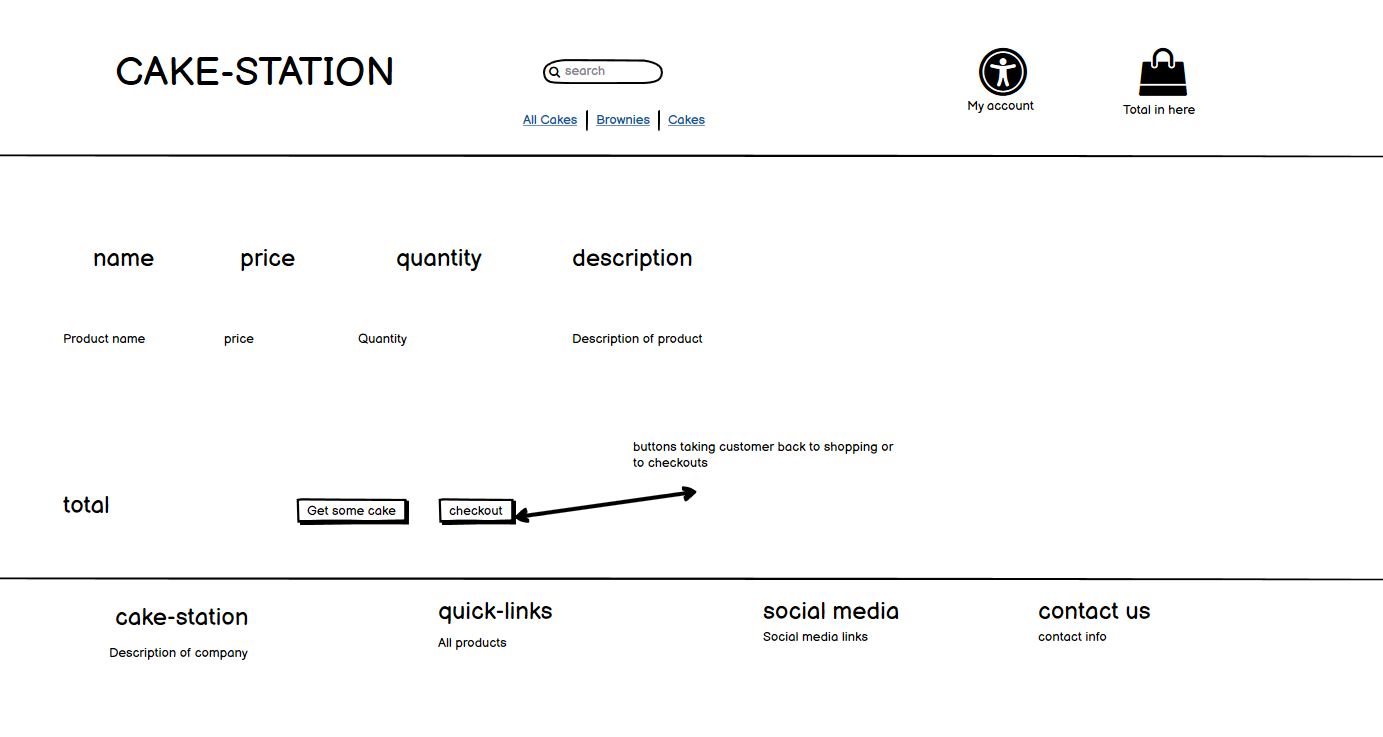 CAKE-STATION
search
My account
Total in here
All Cakes Brownies Cakes
name price quantity description
Product name price Quantity Description of product
buttons taking customer back to shopping or
to checkouts
total Get some cake checkout
cake-station quick-links social media contact us
Description of company All products Social media links contact info